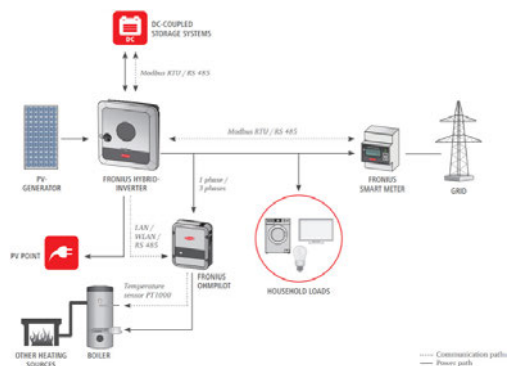 DC
DC-COUPLED
STORAGE SYSTEMS
Modbus RTU / RS 485
Modbus RTU / RS 485
PV-
GENERATOR
FRONIUS HYBRID-
INVERTER
FRONIUS
SMART METER
GRID
1 phase /
3 phases
LAN /
WLAN /
RS 485
PV POINT
FRONIUS
OHMPILOT
HOUSEHOLD LOADS
Temperature
sensor PT1000
OTHER HEATING
SOURCES
BOILER
Communication paths
Power path